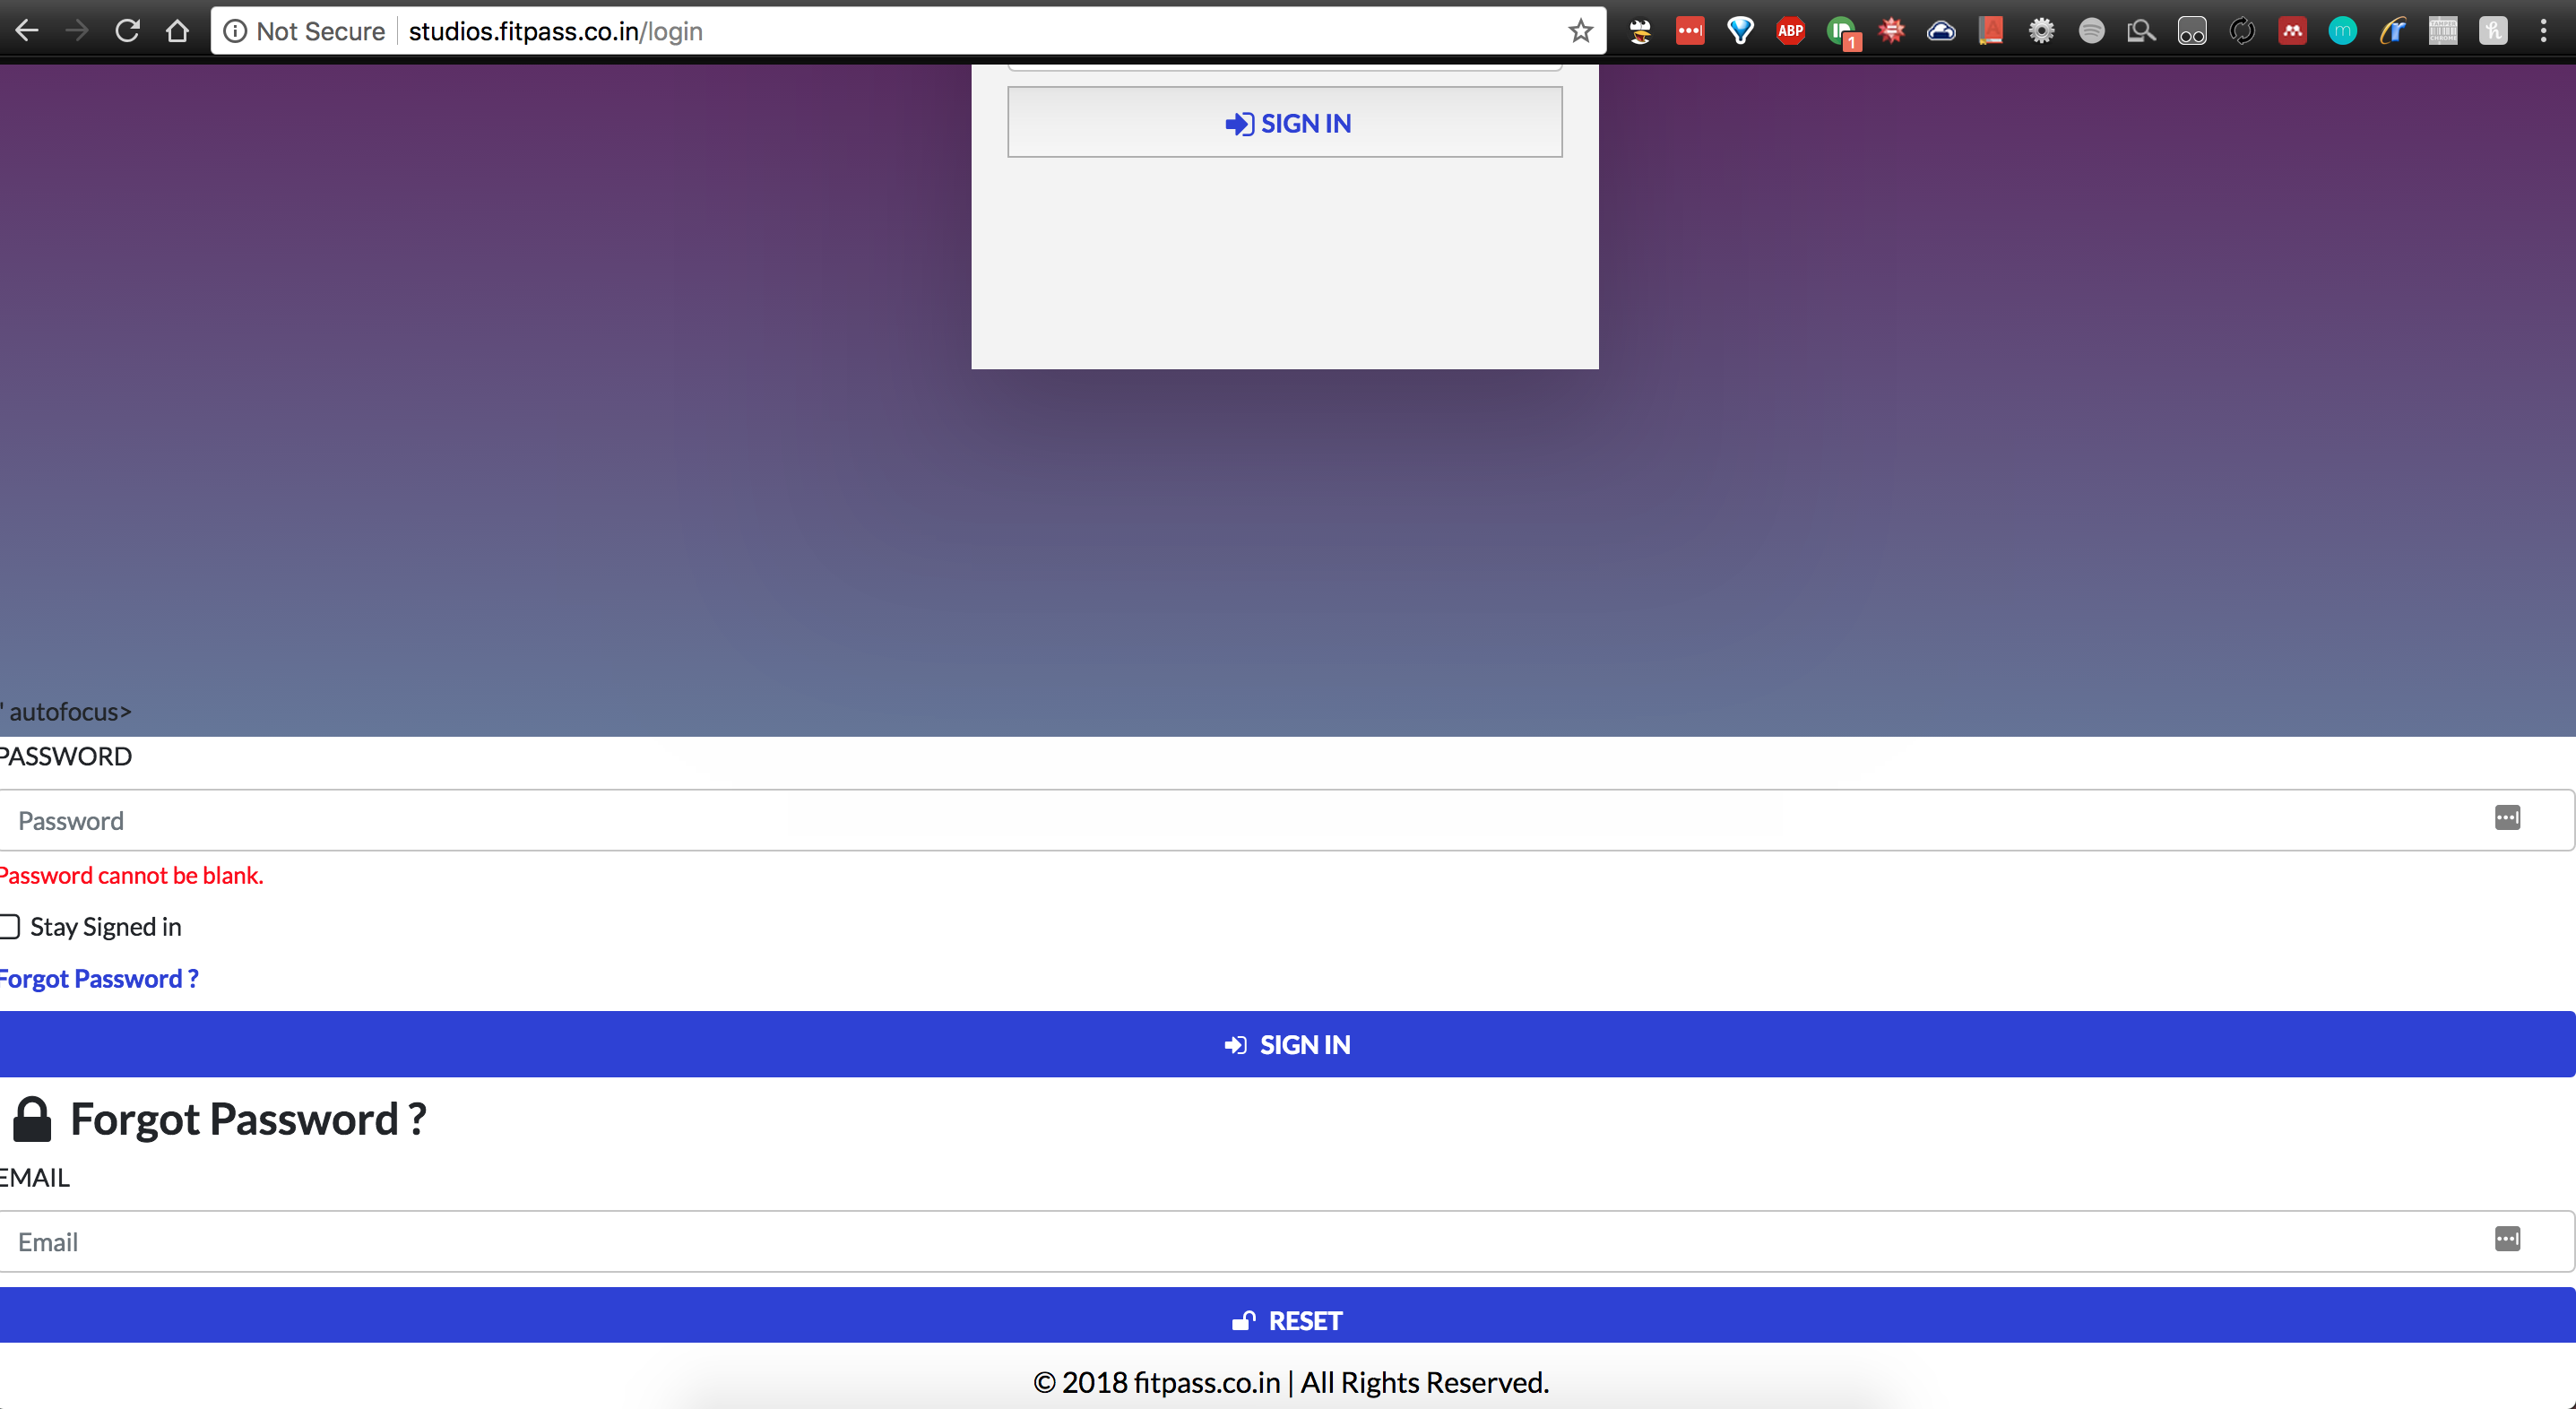 Not Secure studios.fitpass.co.in/login
ABP
1
m
SIGN IN
' autofocus>
PASSWORD
Password
Password cannot be blank.
Stay Signed in
Forgot Password ?
SIGN IN
Forgot Password ?
EMAIL
Email
RESET
© 2018 fitpass.co.in | All Rights Reserved.